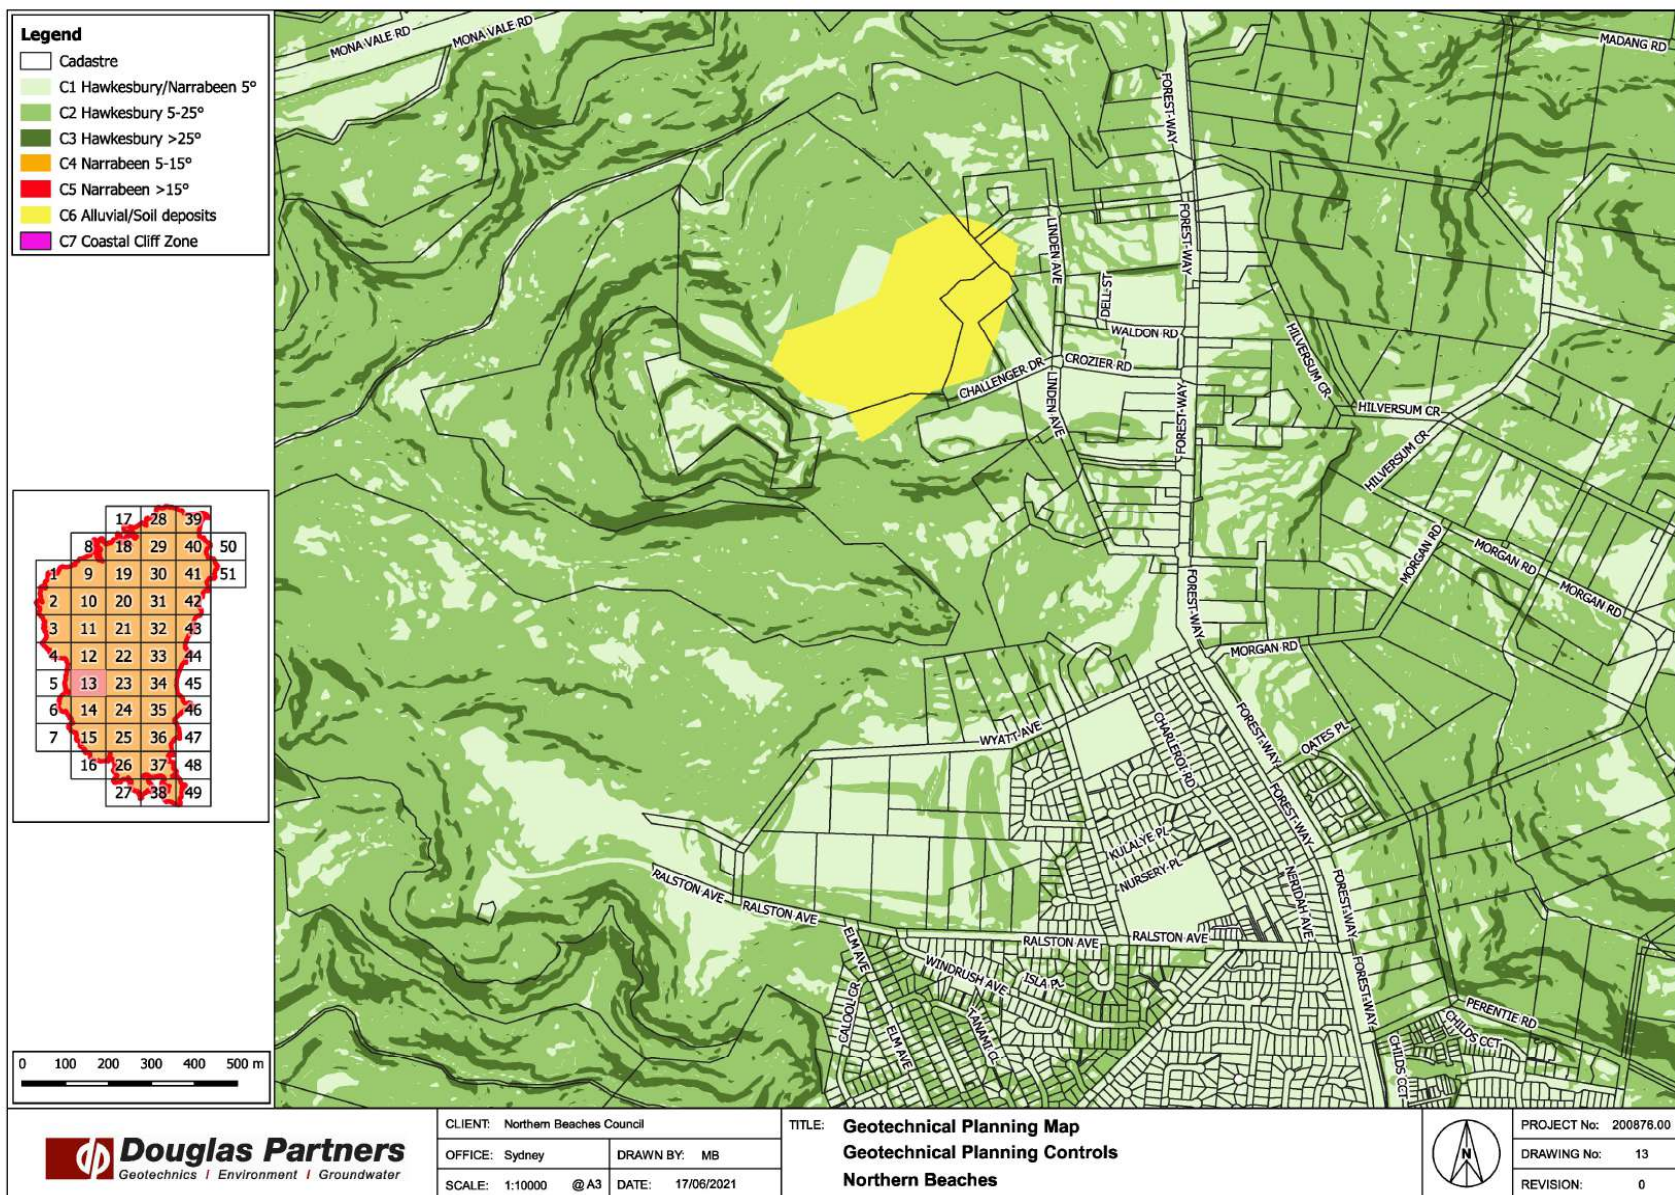 Legend
Cadastre
C1 Hawkesbury/Narrabeen 5°
C2 Hawkesbury 5-25°
C3 Hawkesbury >25°
C4 Narrabeen 5-15°
C5 Narrabeen >15°
C6 Alluvial/Soil deposits
C7 Coastal Cliff Zone
17 28 39
8 18 29 40 50
1 9 19 30 41 51
2 10 20 31 42
3 11 21 32 43
4 12 22 33 44
5 13 23 34 45
6 14 24 35 46
7 15 25 36 47
16 26 37 48
27 38 49
0 100 200 300 400 500 m
MONA VALE RD
MONA VALE RD
MADANG RD
FOREST-WAY
FOREST-WAY
LINDEN AVE
DELL ST
WALDON RD
HILVERSUM CR
CROZIER RD
CHALLENGER DR
LINDEN AVE
FOREST-WAY
HILVERSUM CR
HILVERSUM CR
MORGAN RD
MORGAN RD
MORGAN RD
FOREST-WAY
MORGAN RD
WYATT AVE
CHARLEROI RD
FOREST-WAY
OATES PL
FOREST-WAY
KULALYE PL
NURSERY PL
NERIDAH AVE
FOREST-WAY
RALSTON AVE
RALSTON AVE
RALSTON AVE
RALSTON AVE
ELM AVE
WINDRUSH AVE
ISLA PL
FOREST-WAY
CALOOL CR
ELM AVE
TANAMI CL
PERENTIE RD
CHILDS CCT
CHILDS CCT
Douglas Partners
Geotechnics | Environment | Groundwater
CLIENT: Northern Beaches Council
OFFICE: Sydney
DRAWN BY: MB
SCALE: 1:10000 @ A3
DATE: 17/06/2021
TITLE: Geotechnical Planning Map
Geotechnical Planning Controls
Northern Beaches
N
PROJECT No: 200876.00
DRAWING No: 13
REVISION: 0